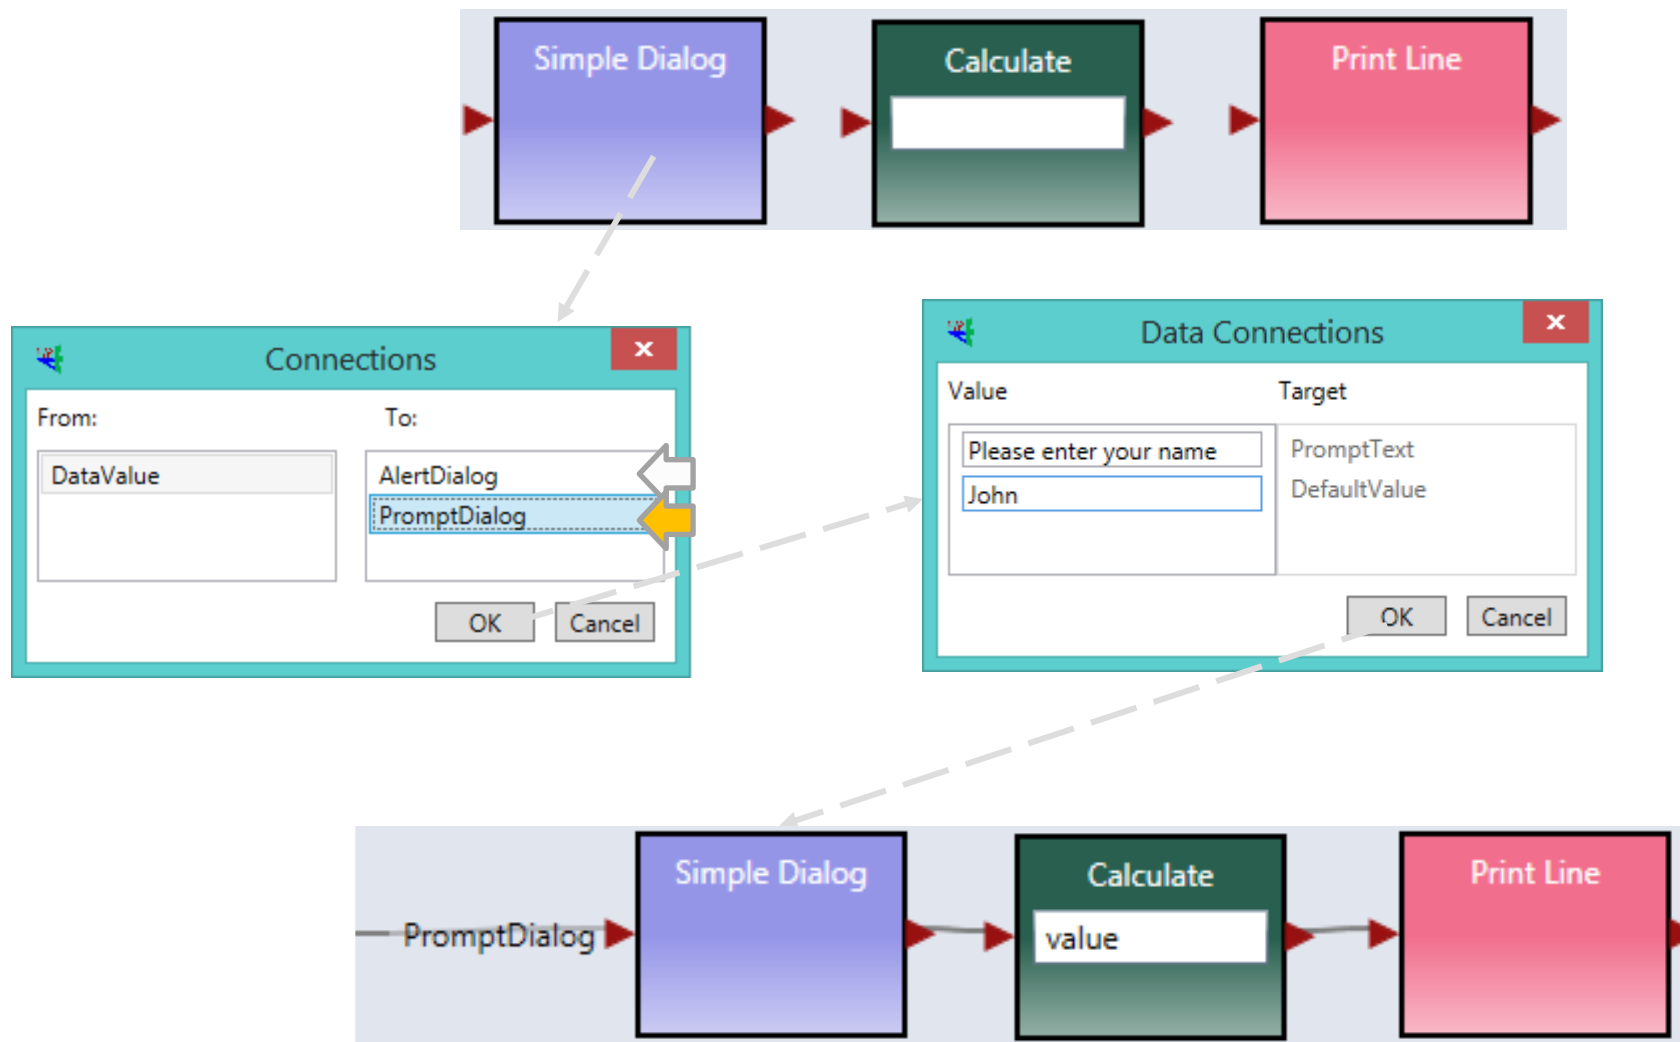 Simple Dialog
Calculate
Print Line
Connections
x
From:
To:
DataValue
AlertDialog
PromptDialog
OK
Cancel
Data Connections
x
Value
Target
Please enter your name
PromptText
John
DefaultValue
OK
Cancel
PromptDialog
Simple Dialog
Calculate
value
Print Line